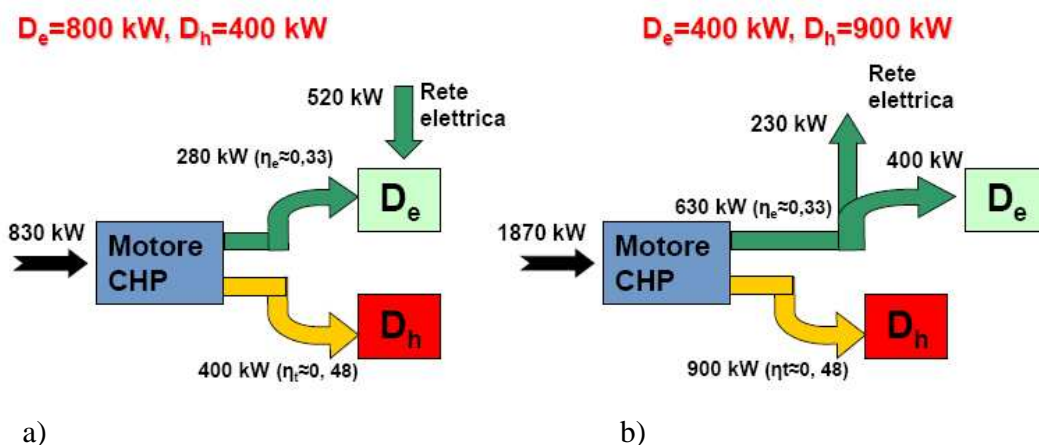 Dₑ=800 kW, Dₕ=400 kW
520 kW
Rete
elettrica
280 kW (ηₑ≈0,33)
Dₑ
830 kW
Motore
CHP
Dₕ
400 kW (ηₜ≈0, 48)
a)
Dₑ=400 kW, Dₕ=900 kW
Rete
elettrica
230 kW
400 kW
Dₑ
630 kW (ηₑ≈0,33)
1870 kW
Motore
CHP
Dₕ
900 kW (ηt≈0, 48)
b)